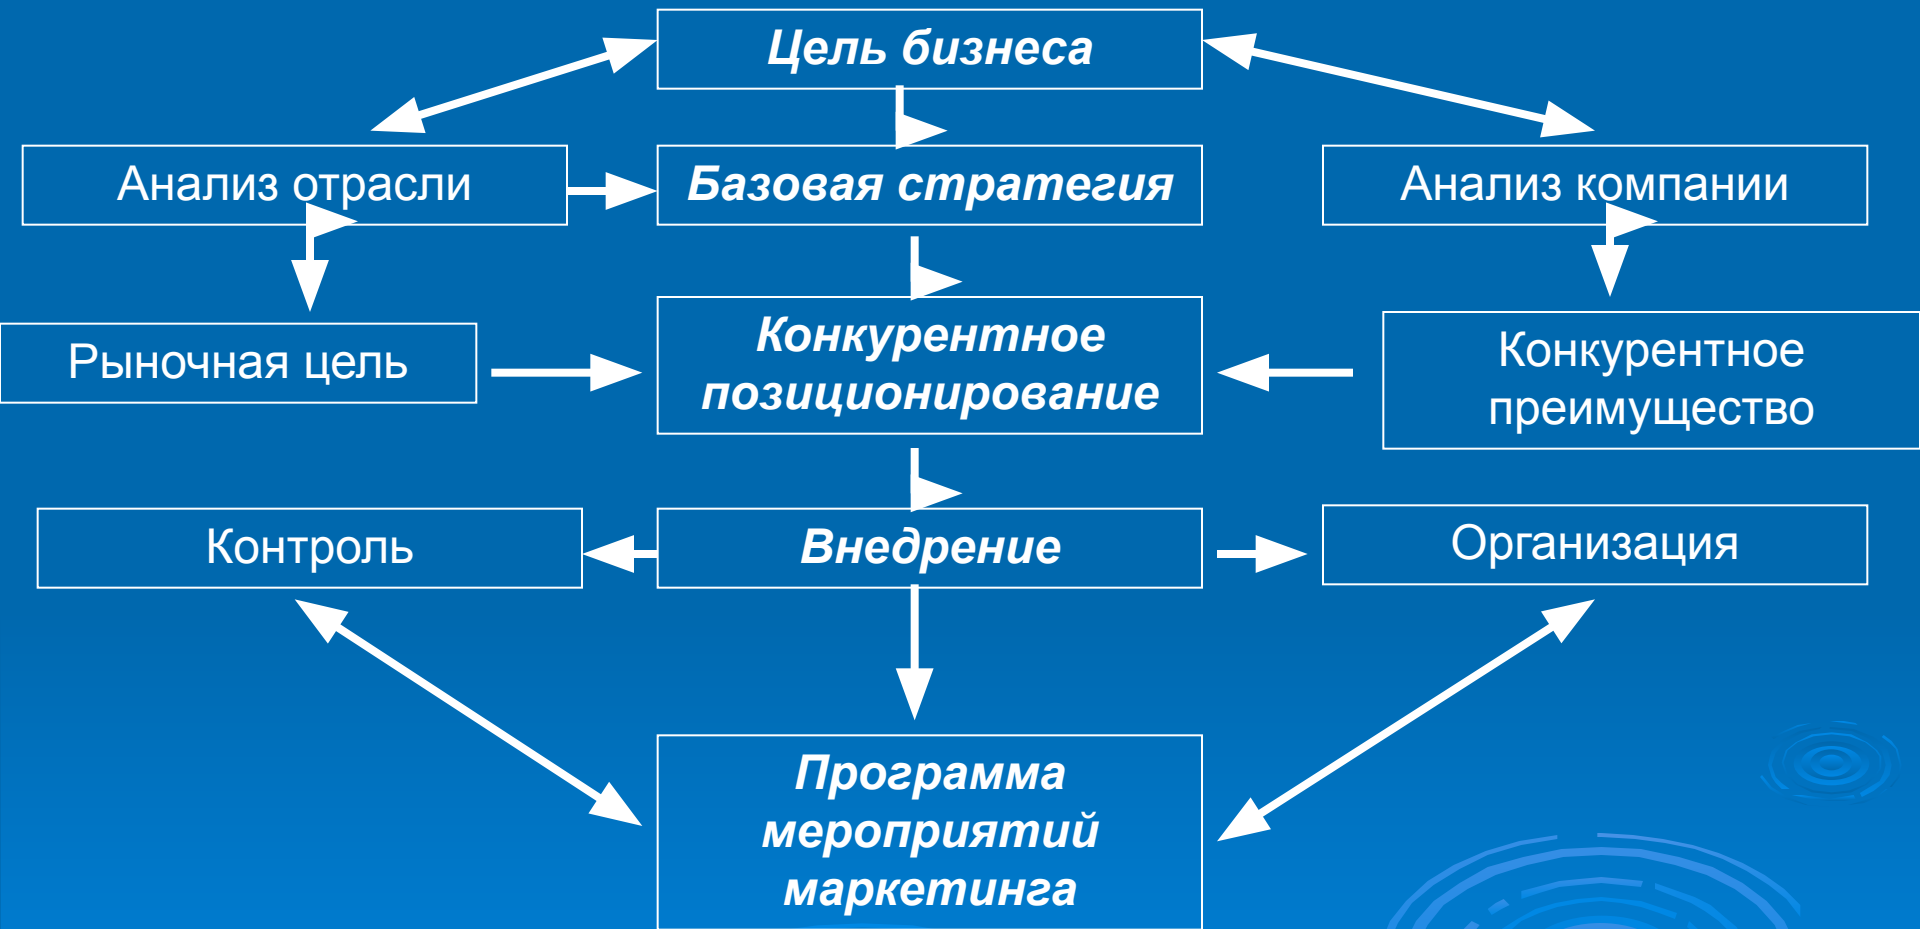 Цель бизнеса
Анализ отрасли
Базовая стратегия
Анализ компании
Рыночная цель
Конкурентное
позиционирование
Конкурентное
преимущество
Контроль
Внедрение
Организация
Программа
мероприятий
маркетинга